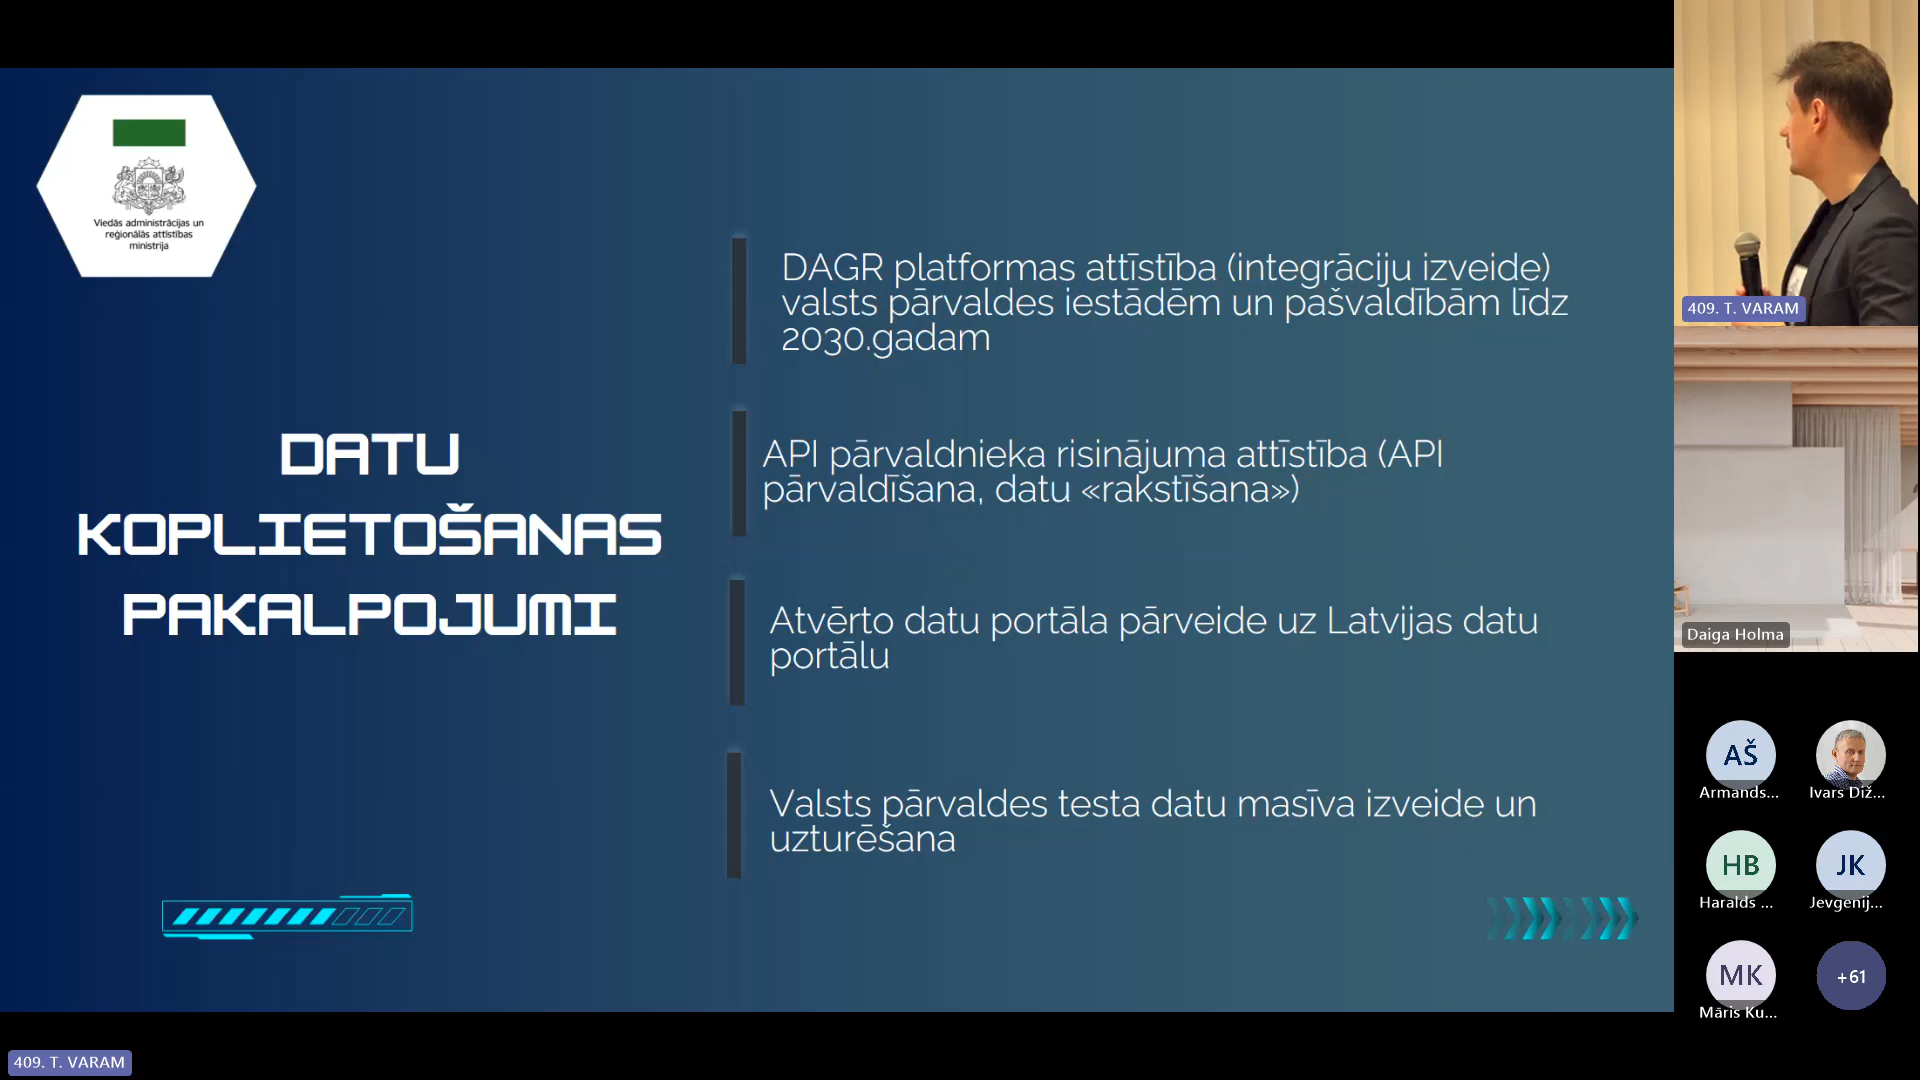 Viedās administrācijas un
reģionālās attīstības
ministrija
DATU
KOPLIETOŠANAS
PAKALPOJUMI
DAGR platformas attīstība (integrāciju izveide)
valsts pārvaldes iestādēm un pašvaldībām līdz
2030.gadam
API pārvaldnieka risinājuma attīstība (API
pārvaldīšana, datu «rakstīšana»)
Atvērto datu portāla pārveide uz Latvijas datu
portālu
Valsts pārvaldes testa datu masīva izveide un
uzturēšana
409. T. VARAM
Daiga Holma
AŠ
Armands...
Ivars Diž...
HB
Haralds ...
JK
Jevgenij...
MK
Māris Ku...
+61
409. T. VARAM